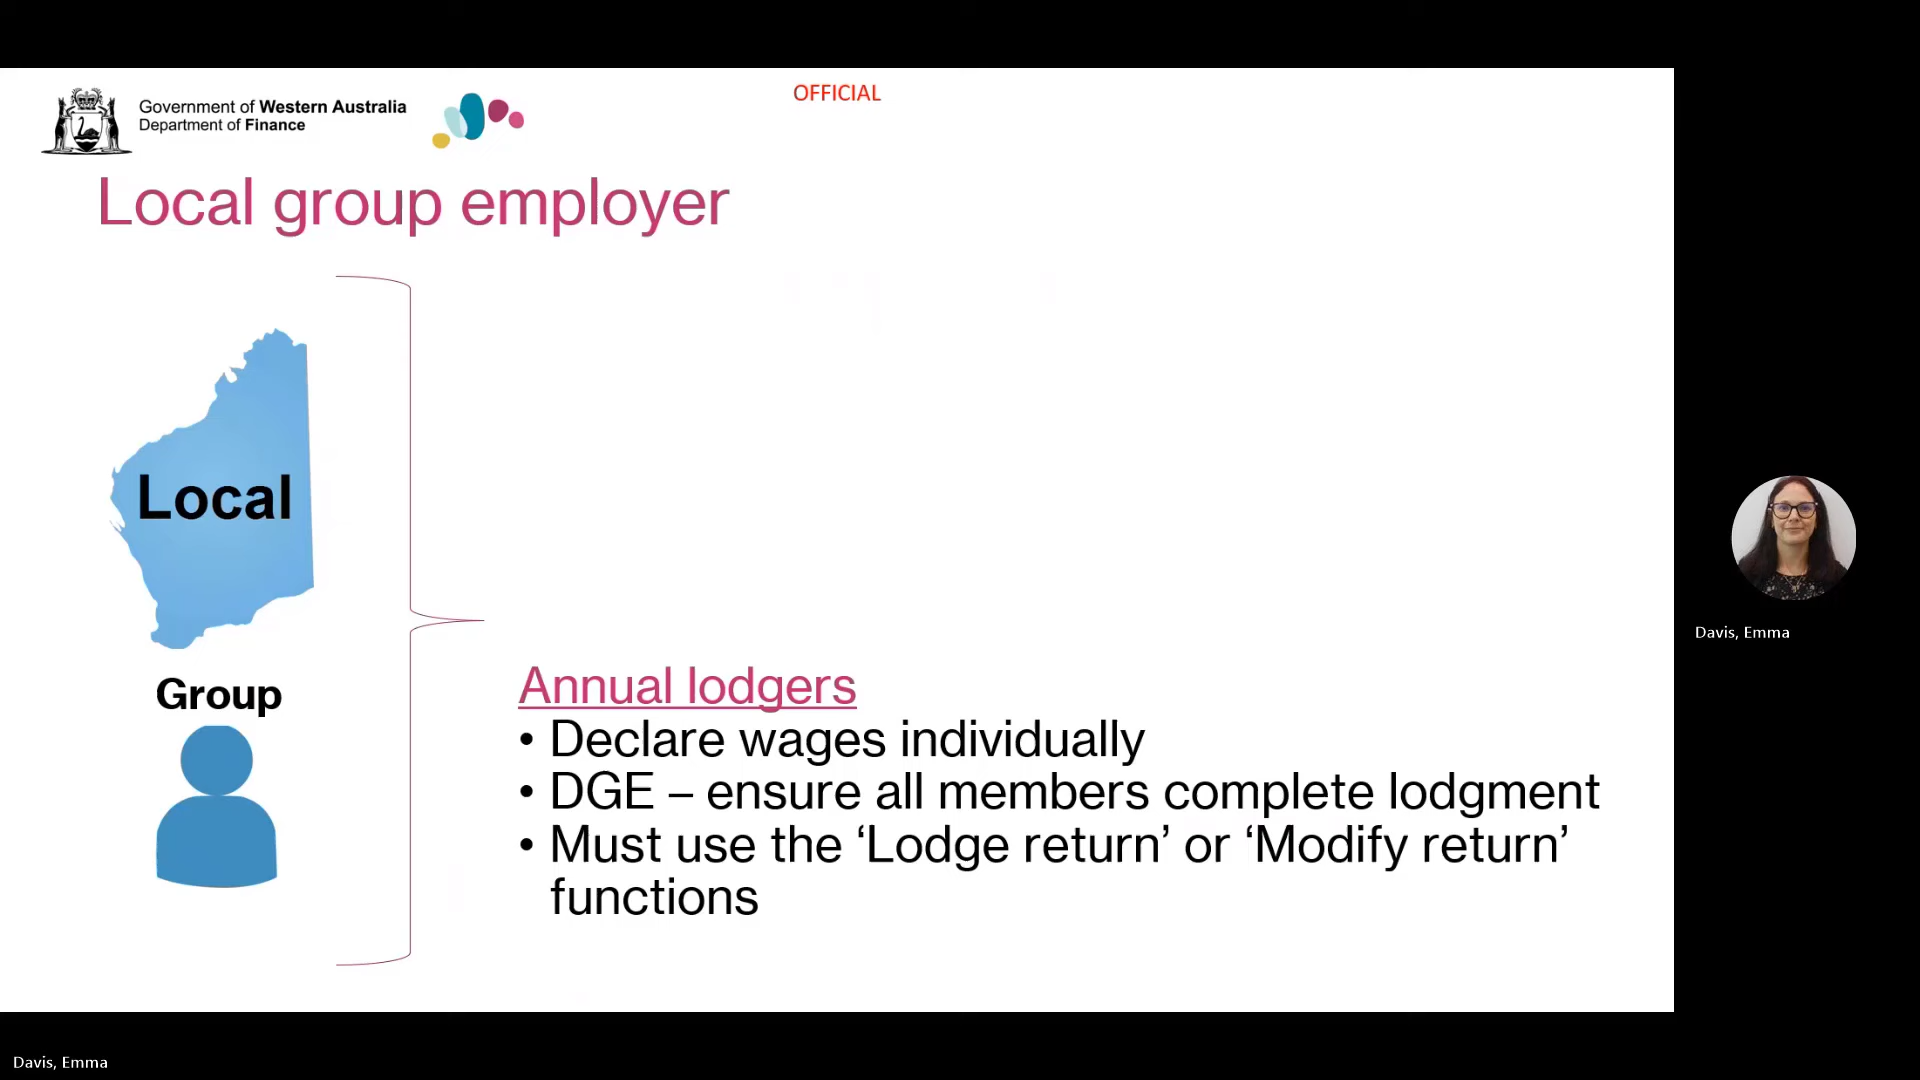 OFFICIAL
Government of Western Australia
Department of Finance
Local group employer
Local
Group
Annual lodgers
• Declare wages individually
• DGE – ensure all members complete lodgment
• Must use the ‘Lodge return’ or ‘Modify return’
functions
Davis, Emma
Davis, Emma